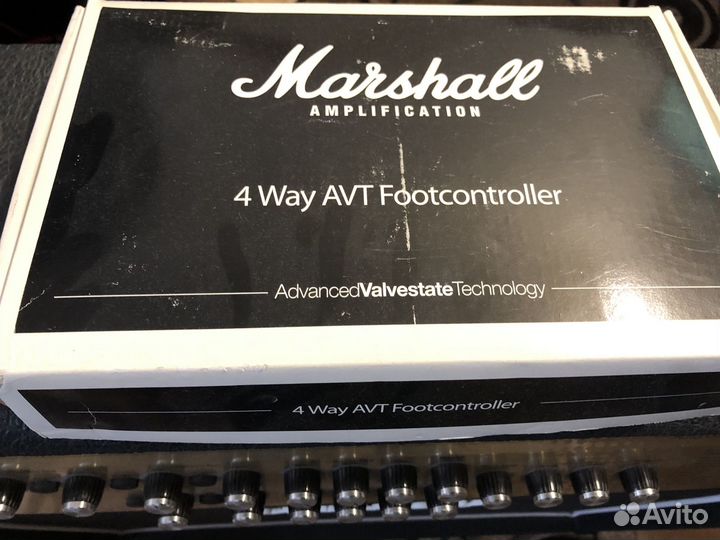 Marshall
AMPLIFICATION
4 Way AVT Footcontroller
AdvancedValvestateTechnology
4 Way AVT Footcontroller
Avito